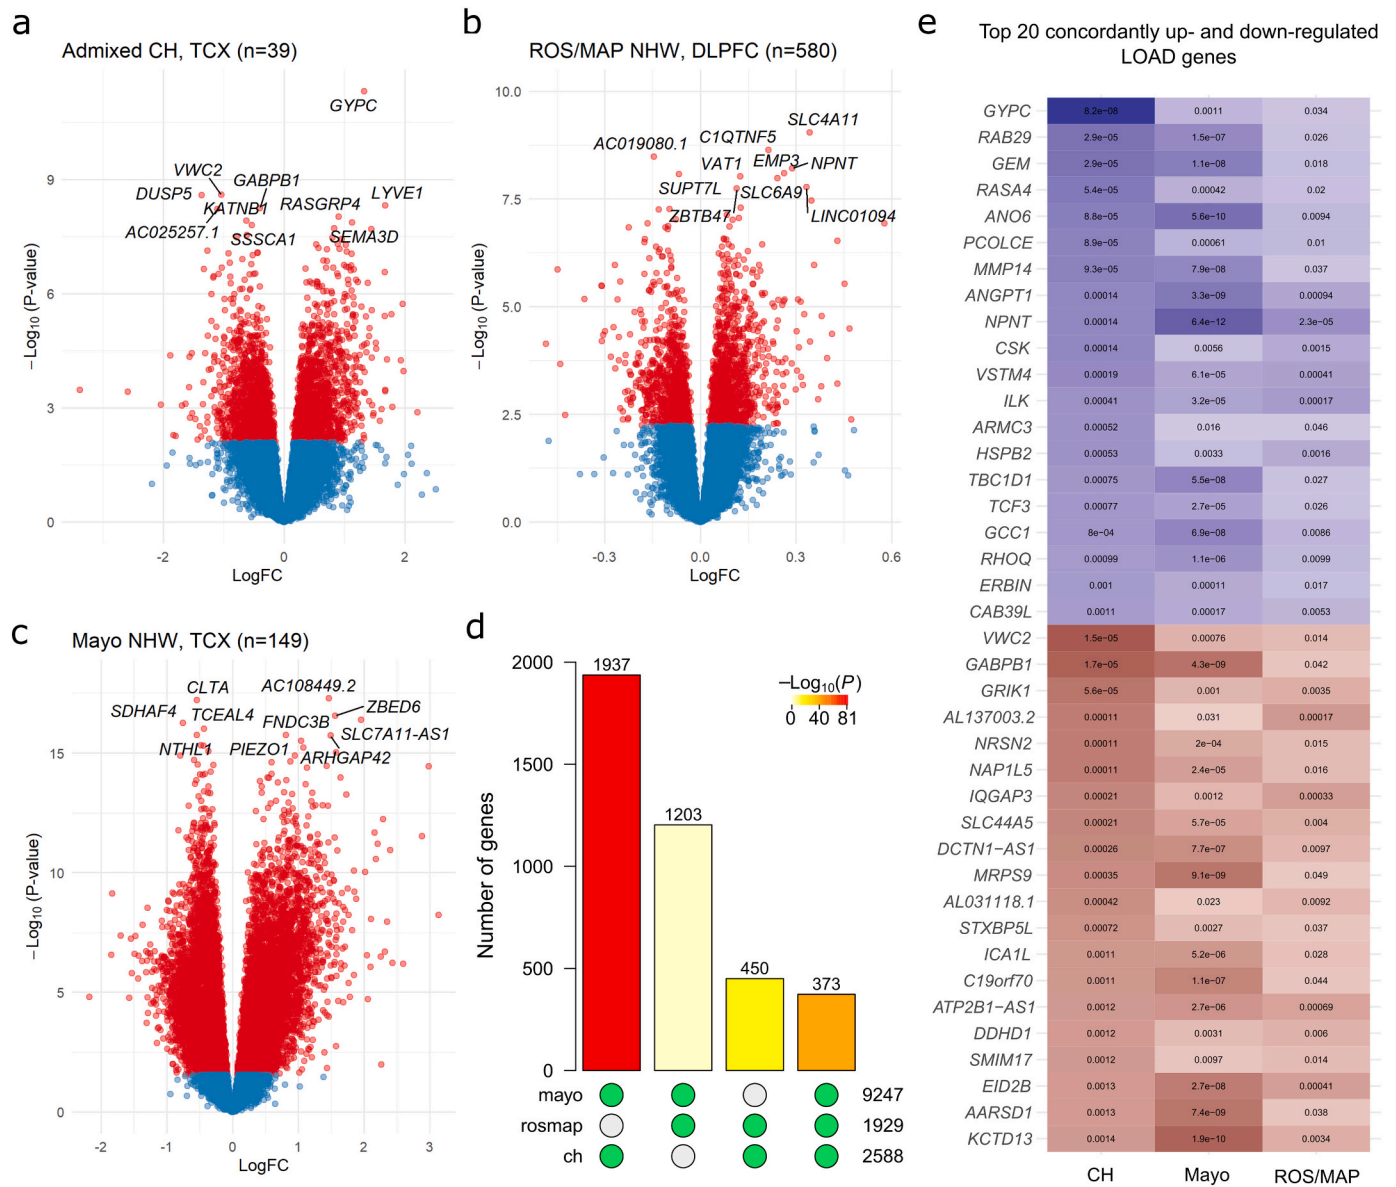 a
Admixed CH, TCX (n=39)
GYPC
VWC2
GABPB1
DUSP5
LYVE1
KATNB1
RASGRP4
AC025257.1
SSSCA1
SEMA3D
9
6
3
0
−Log10 (P-value)
-2
0
2
LogFC
b
ROS/MAP NHW, DLPFC (n=580)
SLC4A11
C1QTNF5
AC019080.1
VAT1
EMP3
NPNT
SUPT7L
SLC6A9
ZBTB47
LINC01094
10.0
7.5
5.0
2.5
0.0
−Log10 (P-value)
-0.3
0.0
0.3
0.6
LogFC
c
Mayo NHW, TCX (n=149)
CLTA
AC108449.2
SDHAF4
TCEAL4
FNDC3B
ZBED6
SLC7A11-AS1
NTHL1
PIEZO1
ARHGAP42
15
10
5
0
−Log10 (P-value)
-2
-1
0
1
2
3
LogFC
d
−Log10(P)
0 40 81
2000
1500
1000
500
0
Number of genes
1937
1203
450
373
mayo 9247
rosmap 1929
ch 2588
e
Top 20 concordantly up- and down-regulated
LOAD genes
GYPC 8.2e−08 0.0011 0.034
RAB29 2.9e−05 1.5e−07 0.026
GEM 2.9e−05 1.1e−08 0.018
RASA4 5.4e−05 0.00042 0.02
ANO6 8.8e−05 5.6e−10 0.0094
PCOLCE 8.9e−05 0.00061 0.01
MMP14 9.3e−05 7.9e−08 0.037
ANGPT1 0.00014 3.3e−09 0.00094
NPNT 0.00014 6.4e−12 2.3e−05
CSK 0.00014 0.0056 0.0015
VSTM4 0.00019 6.1e−05 0.00041
ILK 0.00041 3.2e−05 0.00017
ARMC3 0.00052 0.016 0.046
HSPB2 0.00053 0.0033 0.0016
TBC1D1 0.00075 5.5e−08 0.027
TCF3 0.00077 2.7e−05 0.026
GCC1 8e−04 6.9e−08 0.0086
RHOQ 0.00099 1.1e−06 0.0099
ERBIN 0.001 0.00011 0.017
CAB39L 0.0011 0.00017 0.0053
VWC2 1.5e−05 0.00076 0.014
GABPB1 1.7e−05 4.3e−09 0.042
GRIK1 5.6e−05 0.001 0.0035
AL137003.2 0.00011 0.031 0.00017
NRSN2 0.00011 2e−04 0.015
NAP1L5 0.00011 2.4e−05 0.016
IQGAP3 0.00021 0.0012 0.00033
SLC44A5 0.00021 5.7e−05 0.004
DCTN1−AS1 0.00026 7.7e−07 0.0097
MRPS9 0.00035 9.1e−09 0.049
AL031118.1 0.00042 0.023 0.0092
STXBP5L 0.00072 0.0027 0.037
ICA1L 0.0011 5.2e−06 0.028
C19orf70 0.0011 1.1e−07 0.044
ATP2B1−AS1 0.0012 2.7e−06 0.00069
DDHD1 0.0012 0.0031 0.006
SMIM17 0.0012 0.0097 0.014
EID2B 0.0013 2.7e−08 0.00041
AARSD1 0.0013 7.4e−09 0.038
KCTD13 0.0014 1.9e−10 0.0034
CH Mayo ROS/MAP